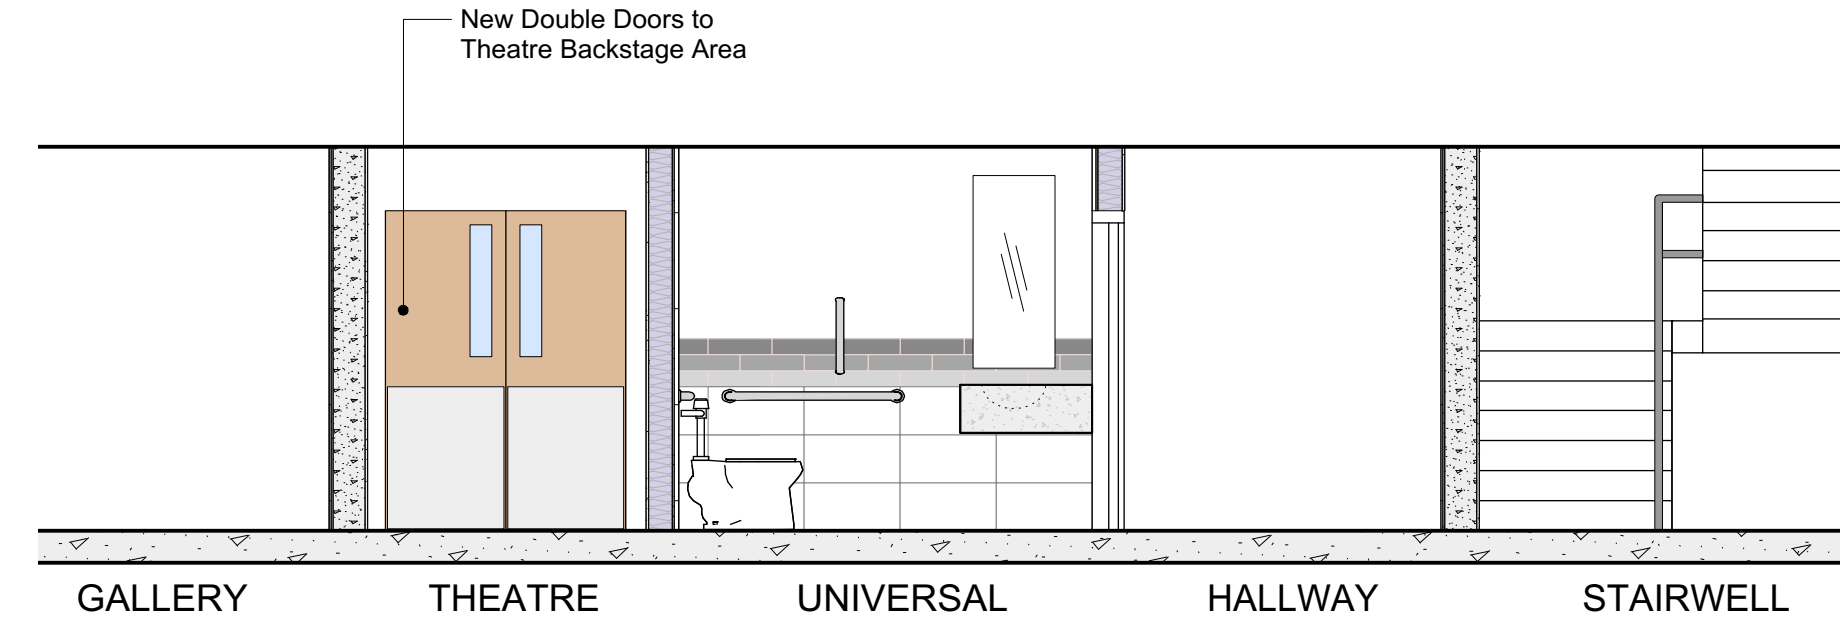 New Double Doors to
Theatre Backstage Area
GALLERY
THEATRE
UNIVERSAL
HALLWAY
STAIRWELL